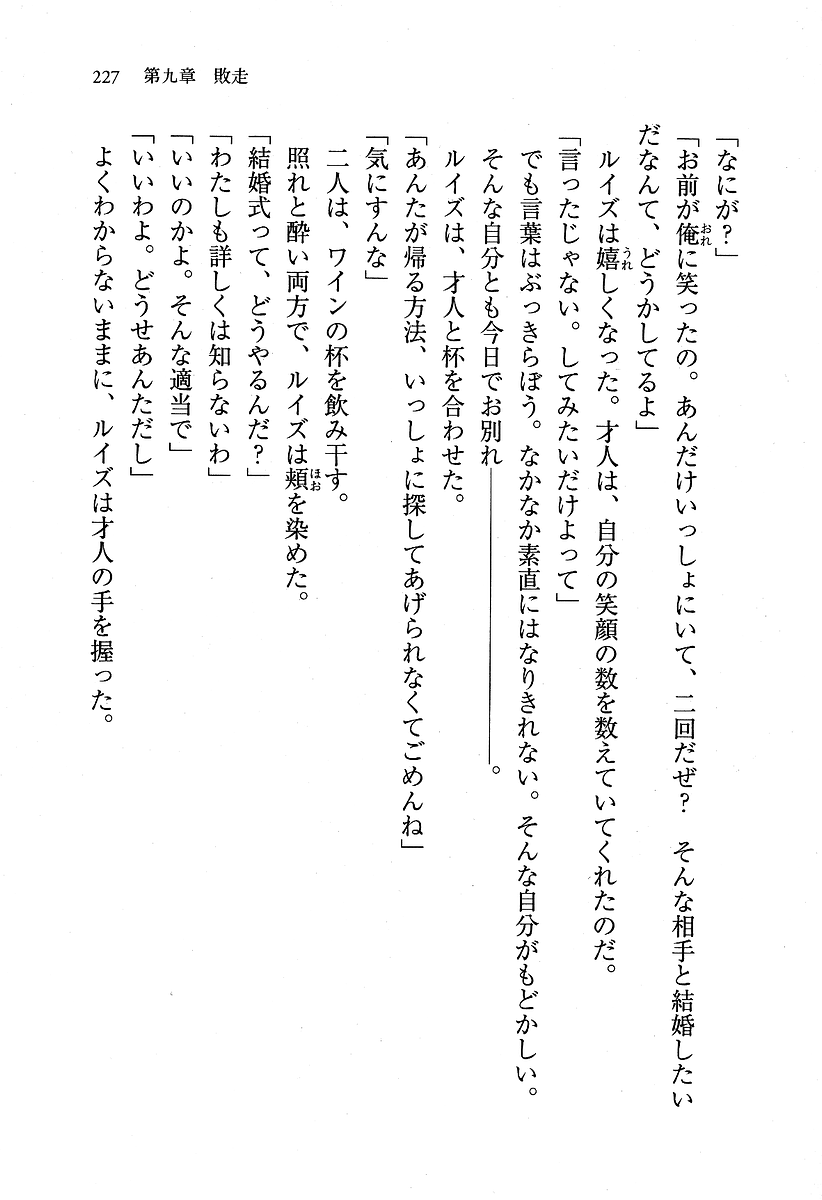 227　第九章　敗走
「なにが？」
「お前が俺に笑ったの。あんだけいっしょにいて、二回だぜ？　そんな相手と結婚したい
だなんて、どうかしてるよ」
　ルイズは嬉しくなった。才人は、自分の笑顔の数を数えていてくれたのだ。
「言ったじゃない。してみたいだけよって」
　でも言葉はぶっきらぼう。なかなか素直にはなりきれない。そんな自分がもどかしい。
　そんな自分とも今日でお別れ――――――――――。
　ルイズは、才人と杯を合わせた。
「あんたが帰る方法、いっしょに探してあげられなくてごめんね」
「気にすんな」
　二人は、ワインの杯を飲み干す。
　照れと酔い両方で、ルイズは頬を染めた。
「結婚式って、どうやるんだ？」
「わたしも詳しくは知らないわ」
「いいのかよ。そんな適当で」
「いいわよ。どうせあんただし」
　よくわからないままに、ルイズは才人の手を握った。